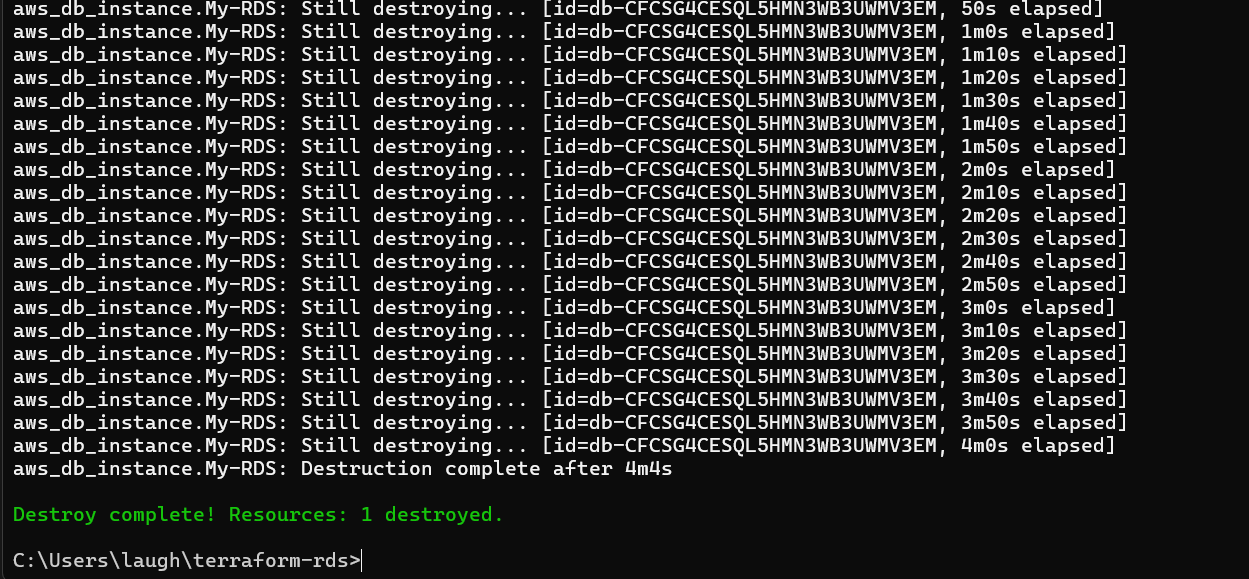 aws_db_instance.My-RDS: Still destroying... [id=db-CFCSG4CESQL5HMN3WB3UWMV3EM, 50s elapsed]
aws_db_instance.My-RDS: Still destroying... [id=db-CFCSG4CESQL5HMN3WB3UWMV3EM, 1m0s elapsed]
aws_db_instance.My-RDS: Still destroying... [id=db-CFCSG4CESQL5HMN3WB3UWMV3EM, 1m10s elapsed]
aws_db_instance.My-RDS: Still destroying... [id=db-CFCSG4CESQL5HMN3WB3UWMV3EM, 1m20s elapsed]
aws_db_instance.My-RDS: Still destroying... [id=db-CFCSG4CESQL5HMN3WB3UWMV3EM, 1m30s elapsed]
aws_db_instance.My-RDS: Still destroying... [id=db-CFCSG4CESQL5HMN3WB3UWMV3EM, 1m40s elapsed]
aws_db_instance.My-RDS: Still destroying... [id=db-CFCSG4CESQL5HMN3WB3UWMV3EM, 1m50s elapsed]
aws_db_instance.My-RDS: Still destroying... [id=db-CFCSG4CESQL5HMN3WB3UWMV3EM, 2m0s elapsed]
aws_db_instance.My-RDS: Still destroying... [id=db-CFCSG4CESQL5HMN3WB3UWMV3EM, 2m10s elapsed]
aws_db_instance.My-RDS: Still destroying... [id=db-CFCSG4CESQL5HMN3WB3UWMV3EM, 2m20s elapsed]
aws_db_instance.My-RDS: Still destroying... [id=db-CFCSG4CESQL5HMN3WB3UWMV3EM, 2m30s elapsed]
aws_db_instance.My-RDS: Still destroying... [id=db-CFCSG4CESQL5HMN3WB3UWMV3EM, 2m40s elapsed]
aws_db_instance.My-RDS: Still destroying... [id=db-CFCSG4CESQL5HMN3WB3UWMV3EM, 2m50s elapsed]
aws_db_instance.My-RDS: Still destroying... [id=db-CFCSG4CESQL5HMN3WB3UWMV3EM, 3m0s elapsed]
aws_db_instance.My-RDS: Still destroying... [id=db-CFCSG4CESQL5HMN3WB3UWMV3EM, 3m10s elapsed]
aws_db_instance.My-RDS: Still destroying... [id=db-CFCSG4CESQL5HMN3WB3UWMV3EM, 3m20s elapsed]
aws_db_instance.My-RDS: Still destroying... [id=db-CFCSG4CESQL5HMN3WB3UWMV3EM, 3m30s elapsed]
aws_db_instance.My-RDS: Still destroying... [id=db-CFCSG4CESQL5HMN3WB3UWMV3EM, 3m40s elapsed]
aws_db_instance.My-RDS: Still destroying... [id=db-CFCSG4CESQL5HMN3WB3UWMV3EM, 3m50s elapsed]
aws_db_instance.My-RDS: Still destroying... [id=db-CFCSG4CESQL5HMN3WB3UWMV3EM, 4m0s elapsed]
aws_db_instance.My-RDS: Destruction complete after 4m4s
Destroy complete! Resources: 1 destroyed.
C:\Users\laugh\terraform-rds>